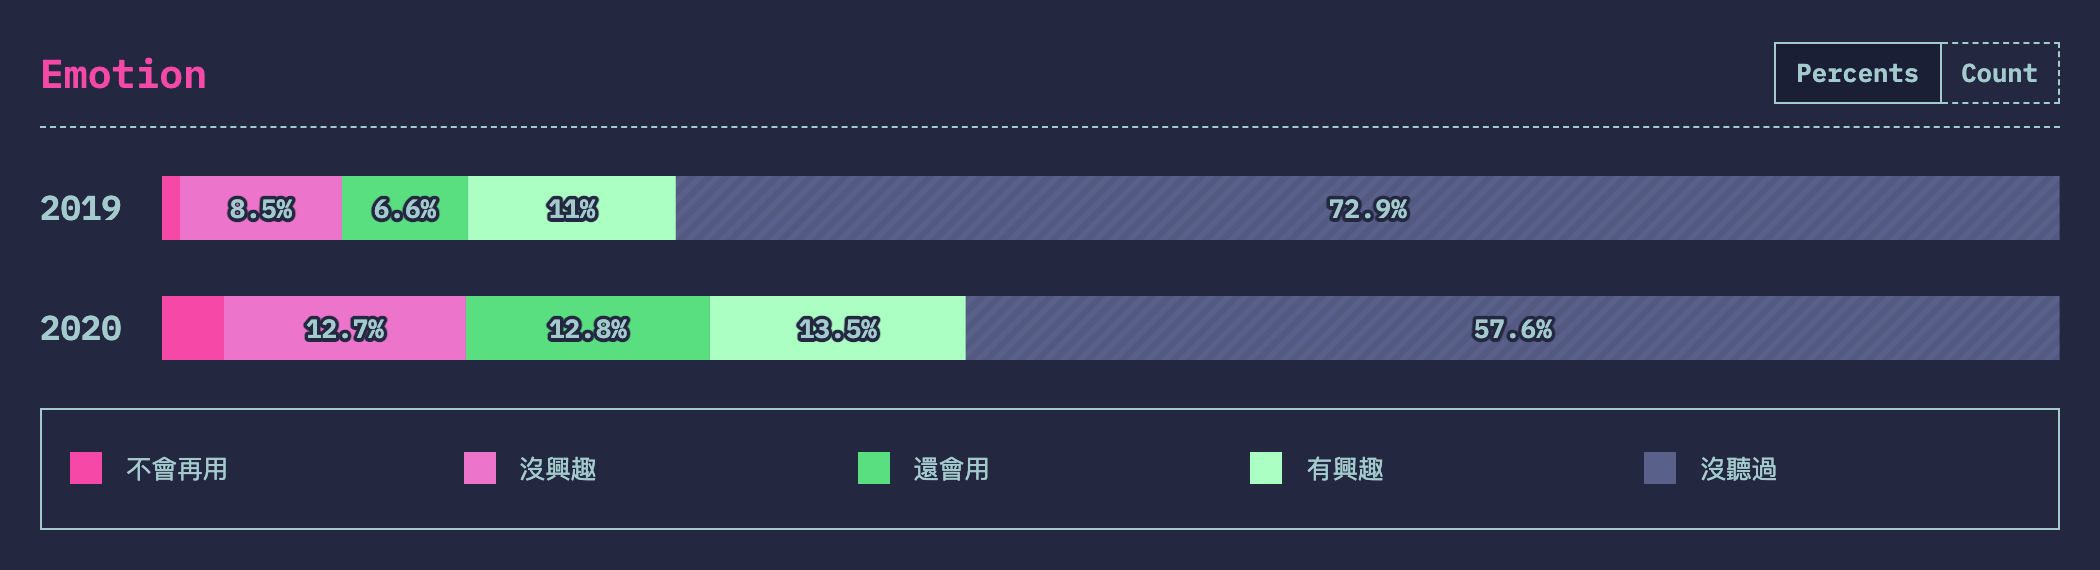 Emotion
Percents Count
2019 8.5% 6.6% 11% 72.9%
2020 12.7% 12.8% 13.5% 57.6%
不會再用 沒興趣 還會用 有興趣 沒聽過